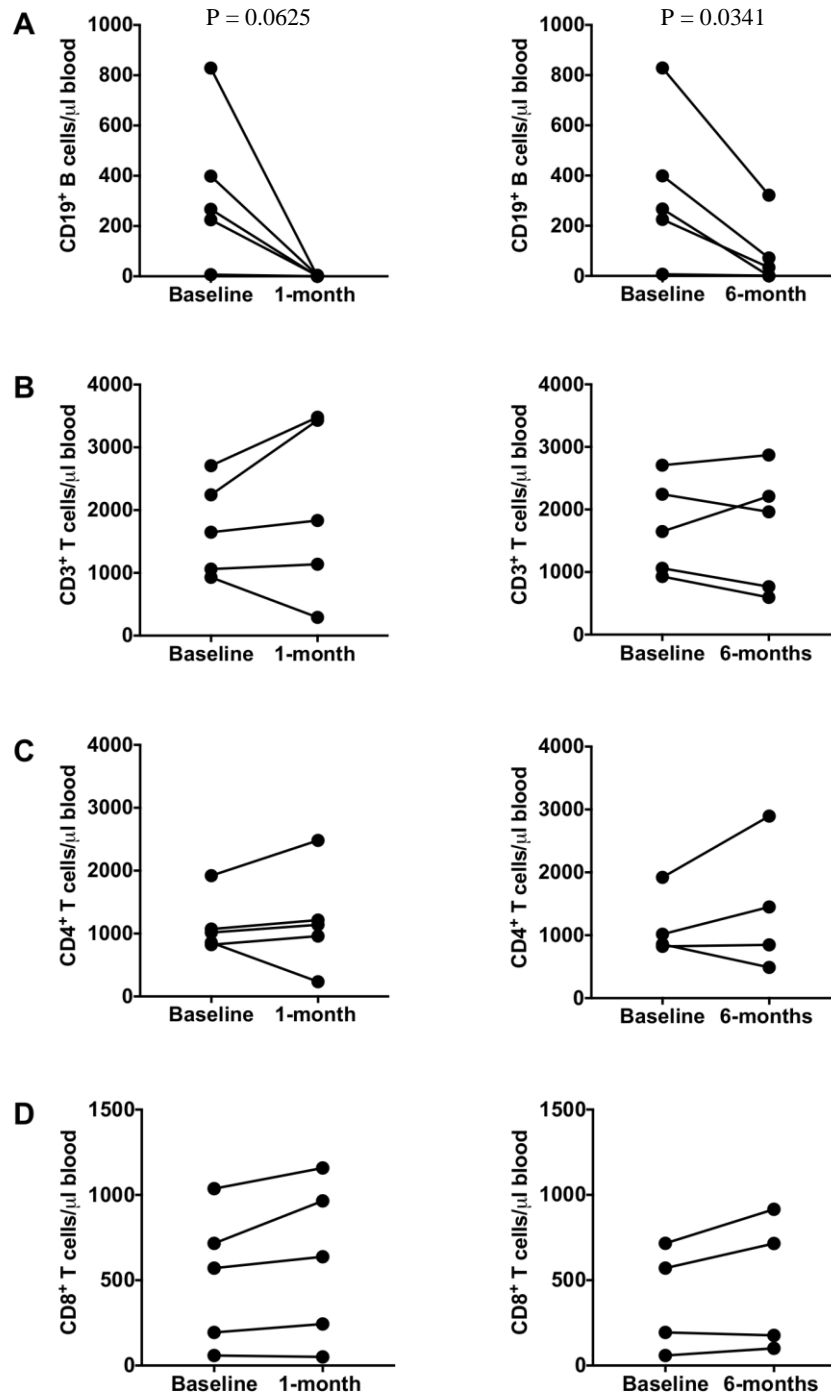 A
P = 0.0625
CD19+ B cells/μl blood
1000
800
600
400
200
0
Baseline 1-month
P = 0.0341
CD19+ B cells/μl blood
1000
800
600
400
200
0
Baseline 6-month
B
CD3+ T cells/μl blood
4000
3000
2000
1000
0
Baseline 1-month
CD3+ T cells/μl blood
4000
3000
2000
1000
0
Baseline 6-months
C
CD4+ T cells/μl blood
4000
3000
2000
1000
0
Baseline 1-month
CD4+ T cells/μl blood
4000
3000
2000
1000
0
Baseline 6-months
D
CD8+ T cells/μl blood
1500
1000
500
0
Baseline 1-month
CD8+ T cells/μl blood
1500
1000
500
0
Baseline 6-months